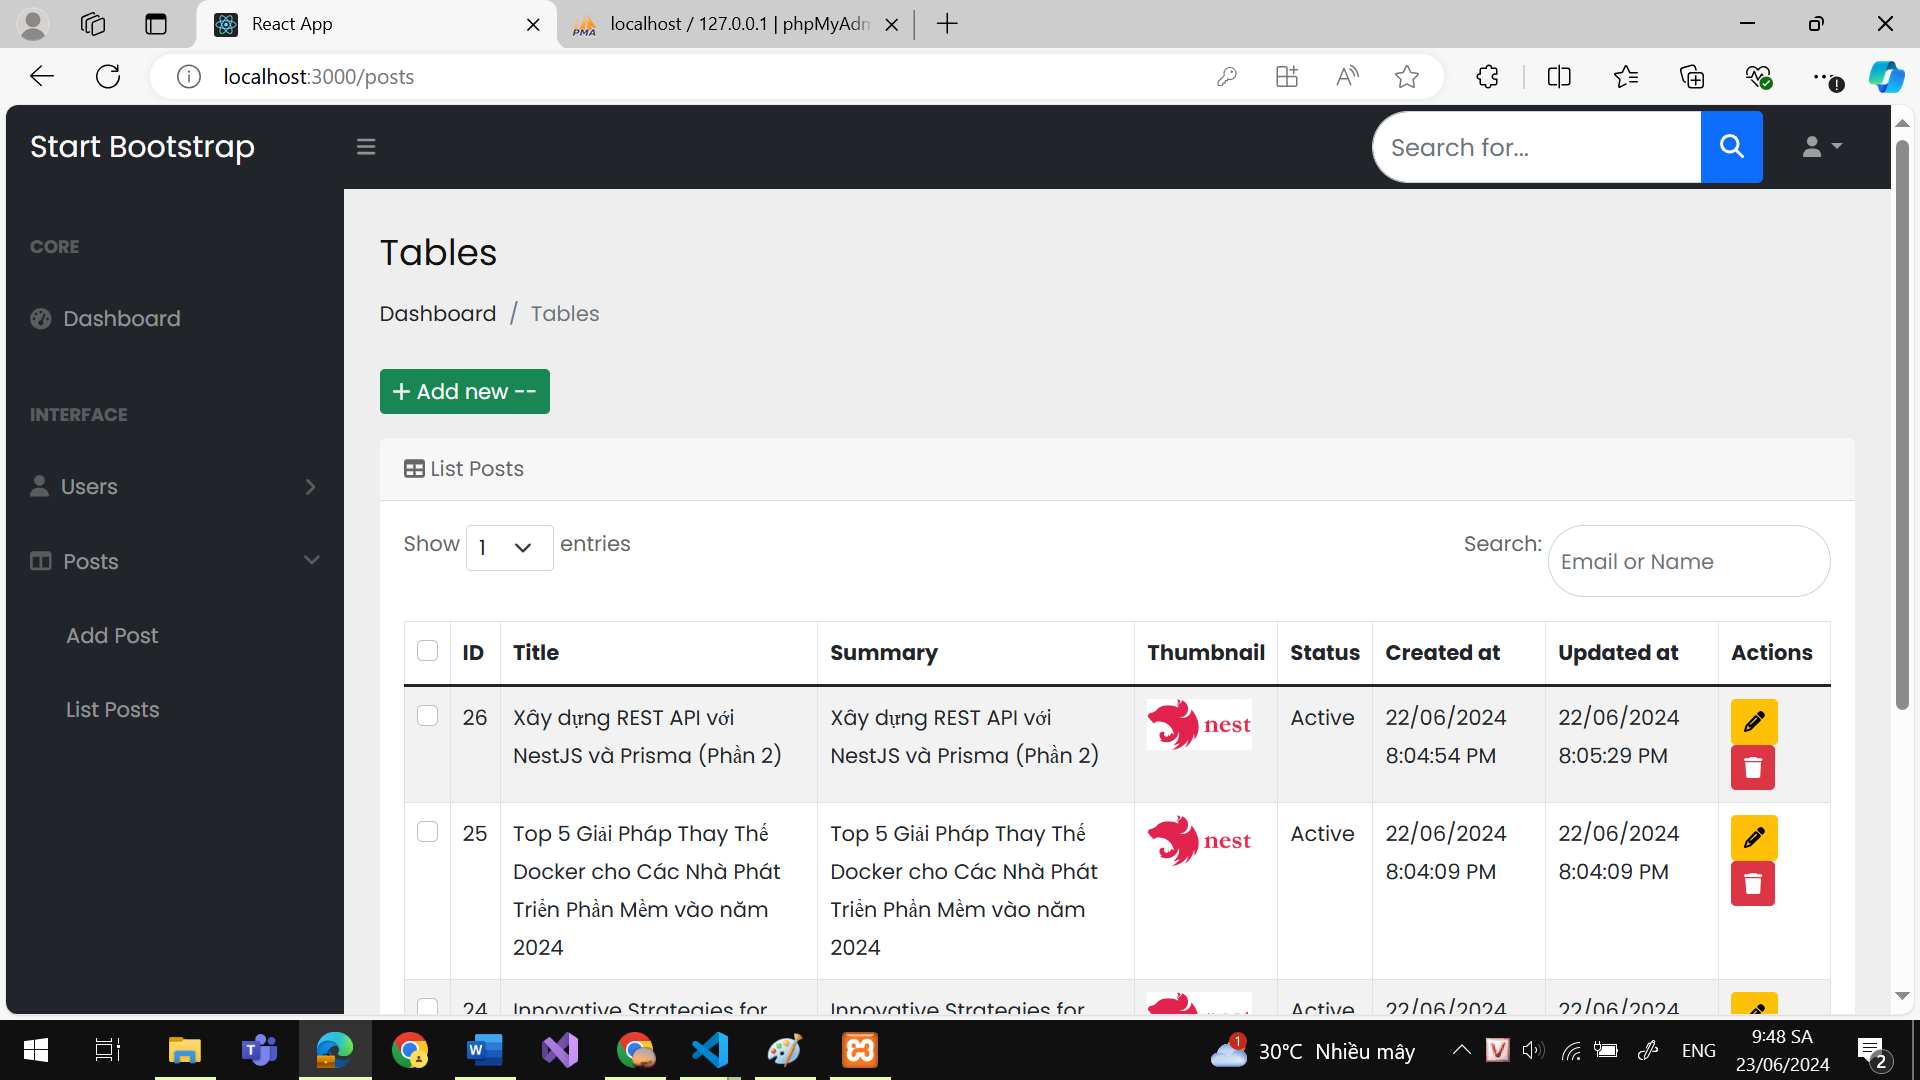 React App
localhost / 127.0.0.1 | phpMyAdm
localhost:3000/posts
Start Bootstrap
Search for...
CORE
Dashboard
INTERFACE
Users
Posts
Add Post
List Posts
Tables
Dashboard / Tables
+ Add new --
List Posts
Show 1 entries
Search: Email or Name
ID Title Summary Thumbnail Status Created at Updated at Actions
26 Xây dựng REST API với Xây dựng REST API với nest Active 22/06/2024 22/06/2024
NestJS và Prisma (Phần 2) NestJS và Prisma (Phần 2) 8:04:54 PM 8:05:29 PM
25 Top 5 Giải Pháp Thay Thế Top 5 Giải Pháp Thay Thế nest Active 22/06/2024 22/06/2024
Docker cho Các Nhà Phát Docker cho Các Nhà Phát 8:04:09 PM 8:04:09 PM
Triển Phần Mềm vào năm Triển Phần Mềm vào năm
2024 2024
24 Innovative Strategies for Innovative Strategies for Active 22/06/2024 22/06/2024
1 30°C Nhiều mây
ENG
9:48 SA
23/06/2024
2